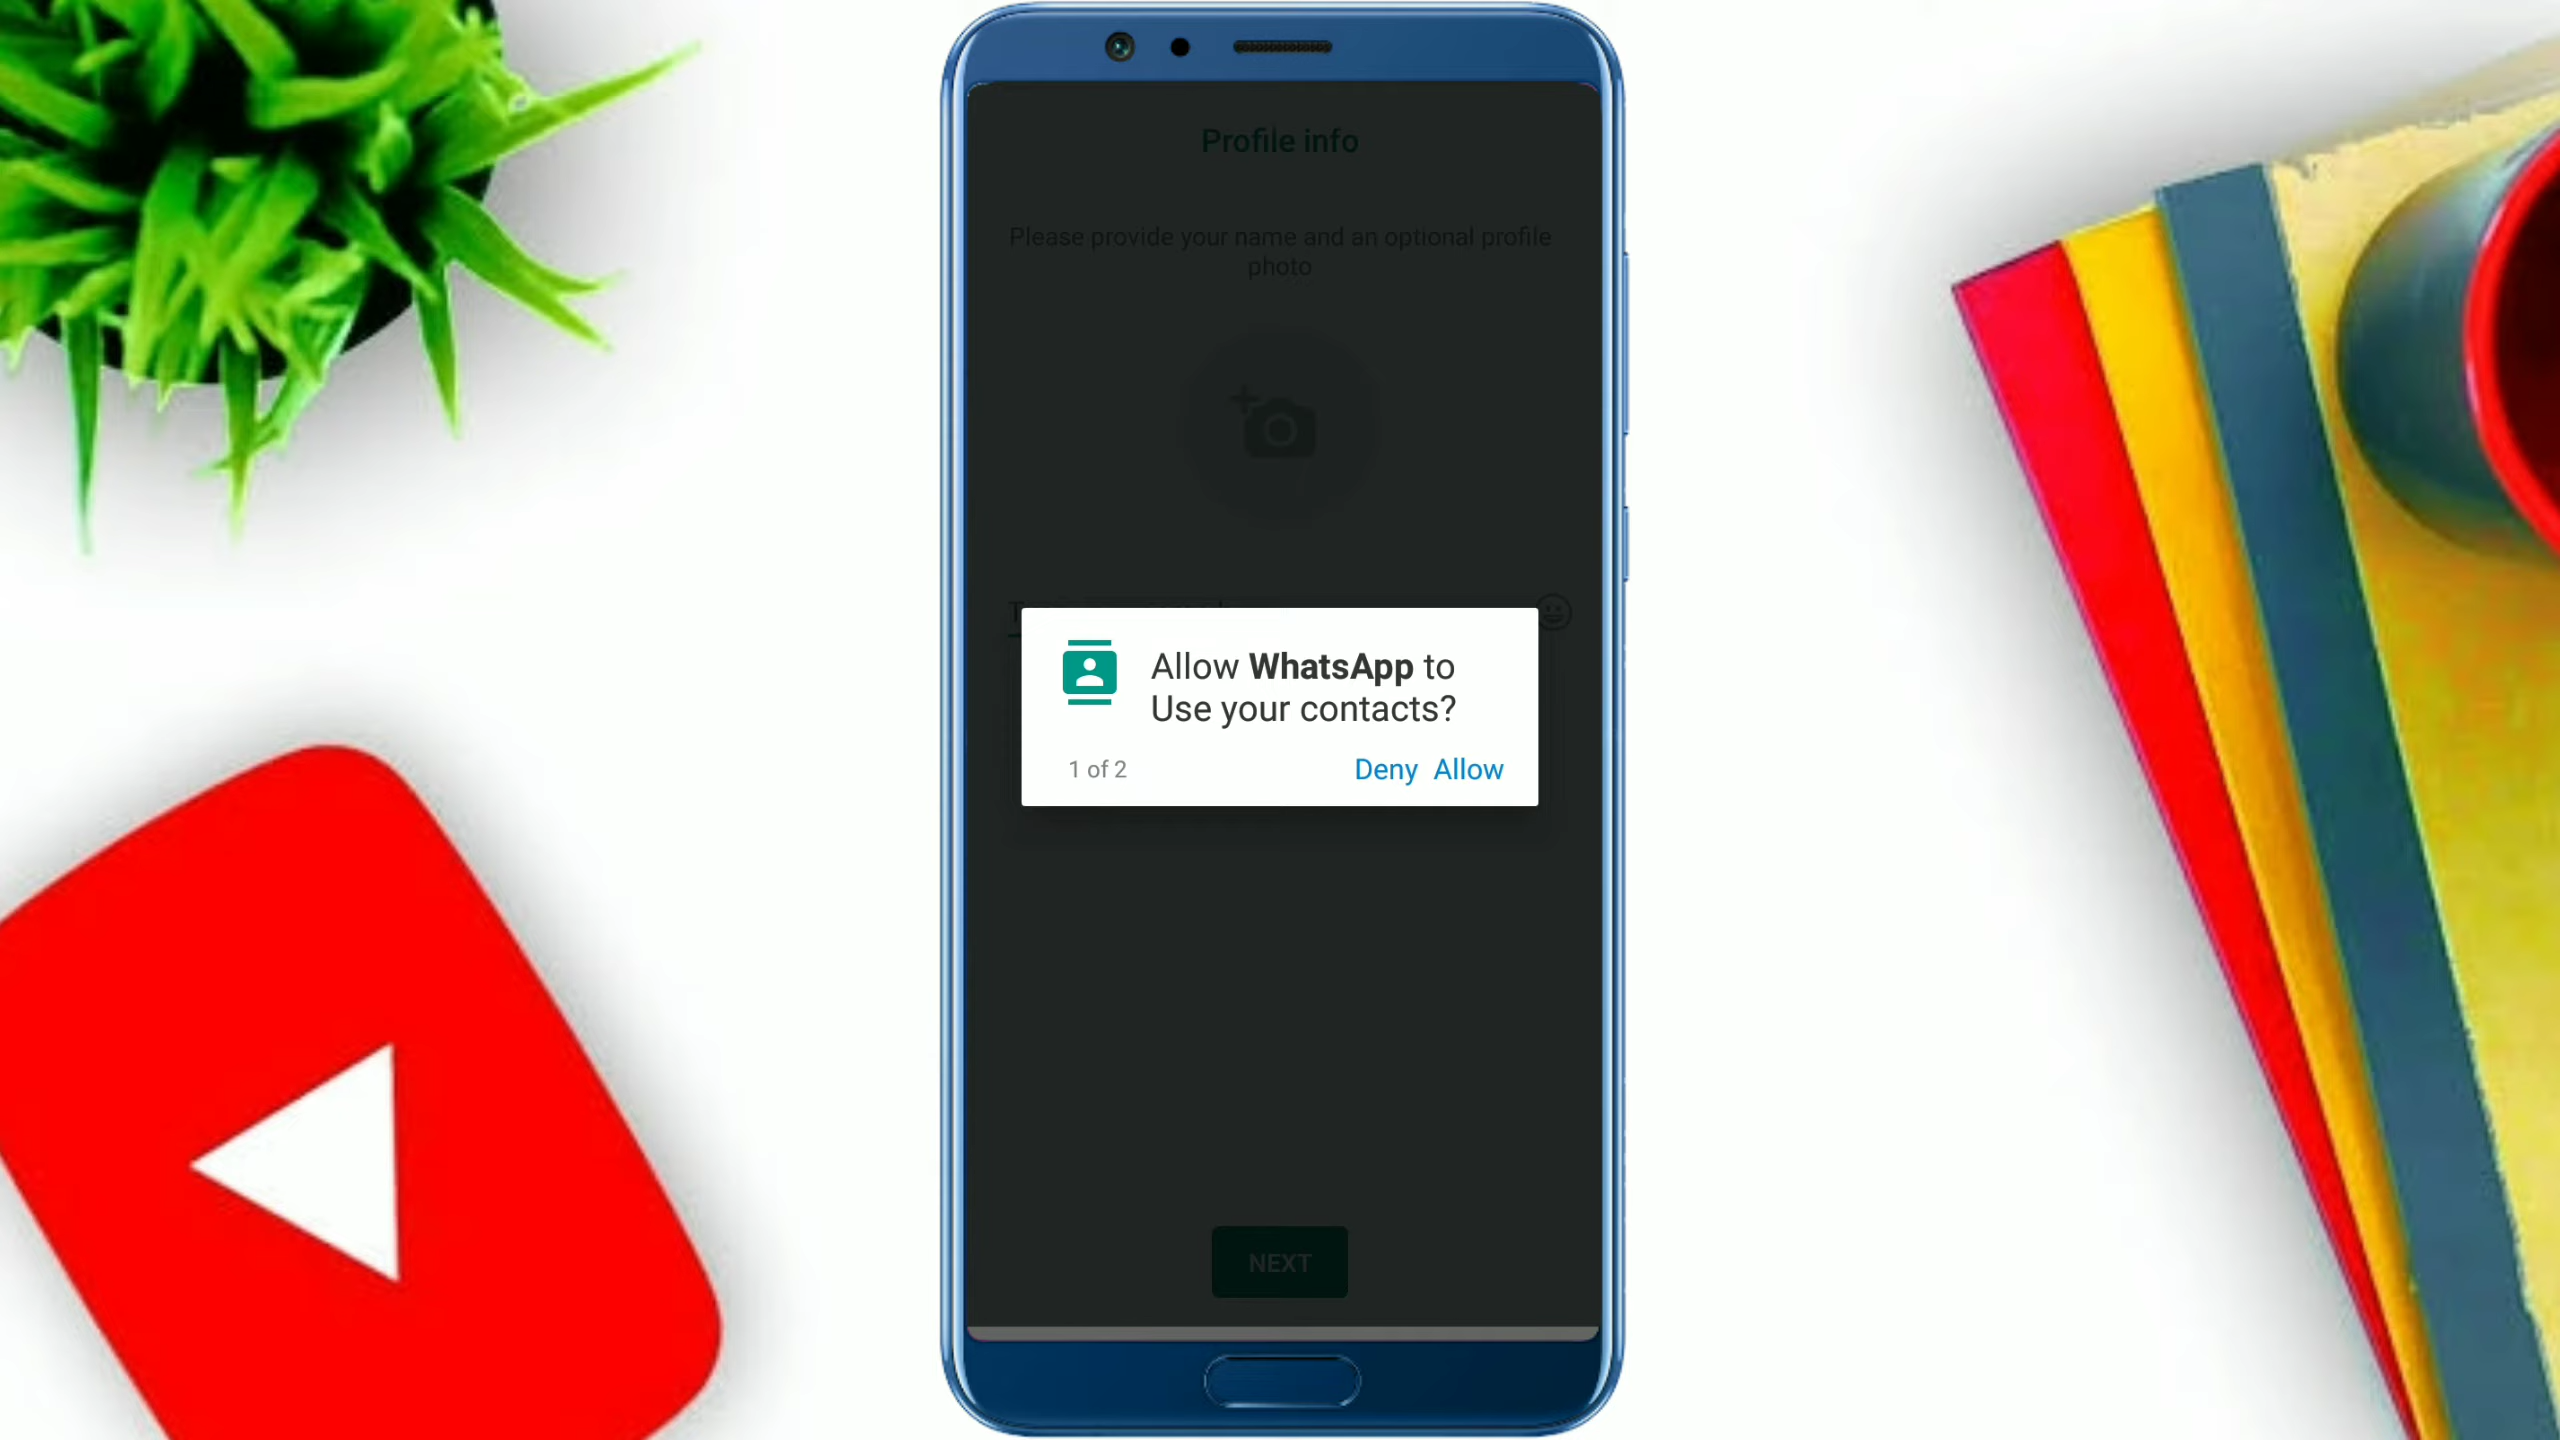 Profile info
Please provide your name and an optional profile
photo
Allow WhatsApp to
Use your contacts?
1 of 2
Deny Allow
NEXT